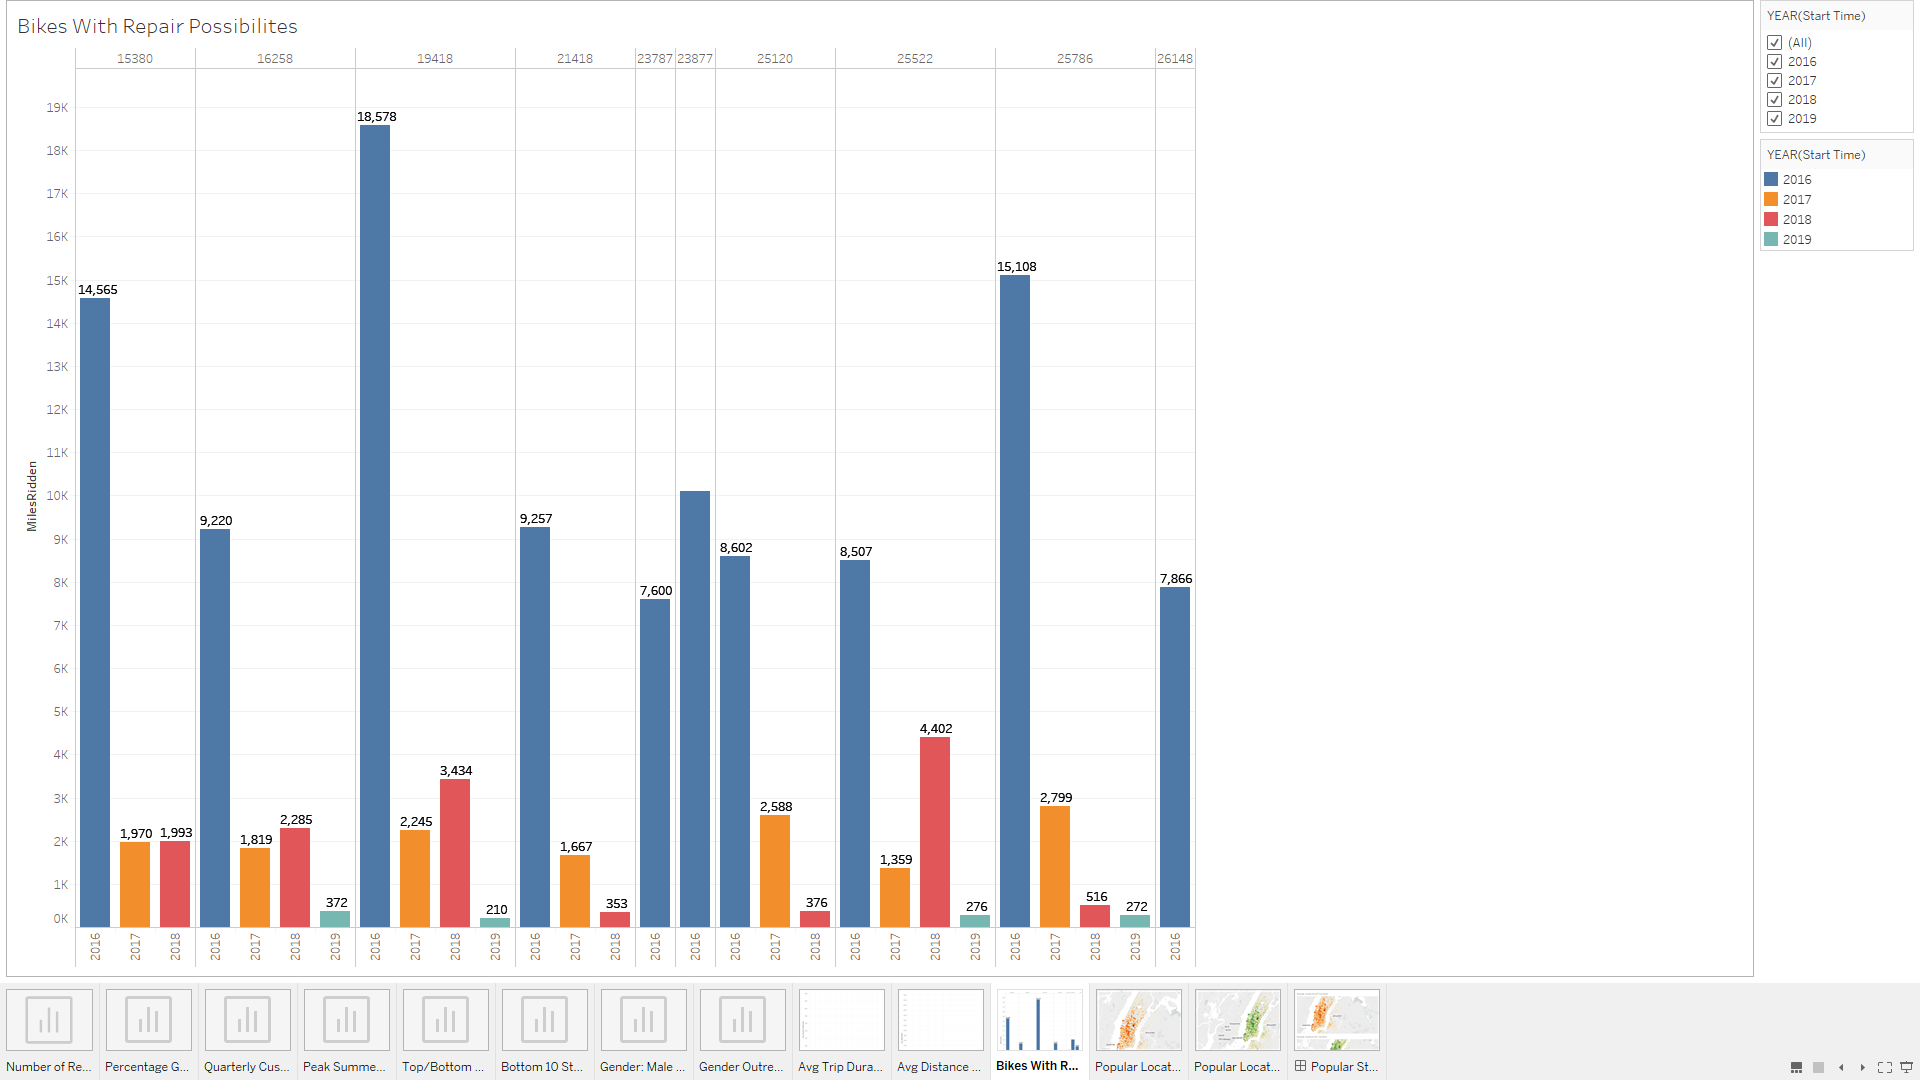 Bikes With Repair Possibilites
15380 16258 19418 21418 23787 23877 25120 25522 25786 26148
MilesRidden
19K
18K
17K
16K
15K
14K
13K
12K
11K
10K
9K
8K
7K
6K
5K
4K
3K
2K
1K
0K
14,565 1,970 1,993
9,220 1,819 2,285 372
18,578 2,245 3,434 210
9,257 1,667 353
7,600
8,602 2,588 376
8,507 1,359 4,402 276
15,108 2,799 516 272
7,866
2016 2017 2018 2016 2017 2018 2019 2016 2017 2018 2019 2016 2017 2018 2016 2016 2016 2017 2018 2016 2017 2018 2019 2016 2017 2018 2019 2016
YEAR(Start Time)
(All)
2016
2017
2018
2019
YEAR(Start Time)
2016
2017
2018
2019
Number of Re... Percentage G... Quarterly Cus... Peak Summe... Top/Bottom ... Bottom 10 St... Gender: Male ... Gender Outre... Avg Trip Dura... Avg Distance ... Bikes With R... Popular Locat... Popular Locat... Popular St...